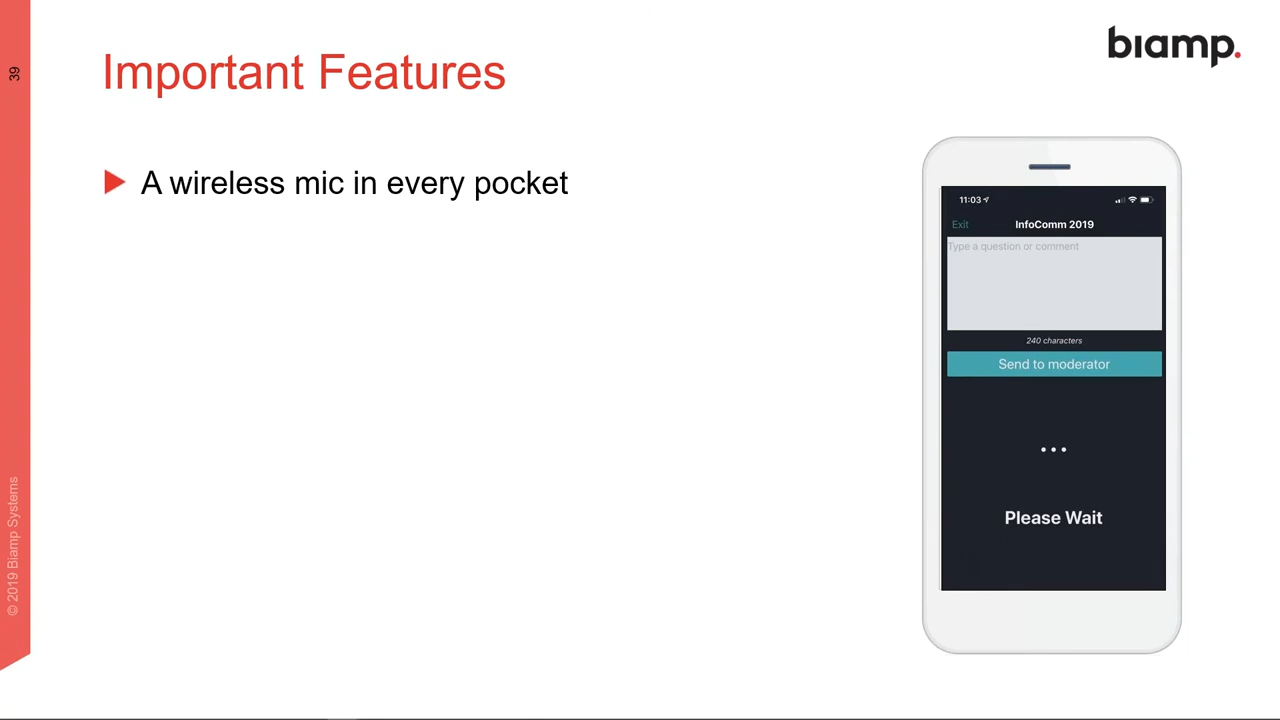 39
Important Features
biamp.
A wireless mic in every pocket
11:03
Exit
InfoComm 2019
Type a question or comment
240 characters
Send to moderator
Please Wait
© 2019 Biamp Systems